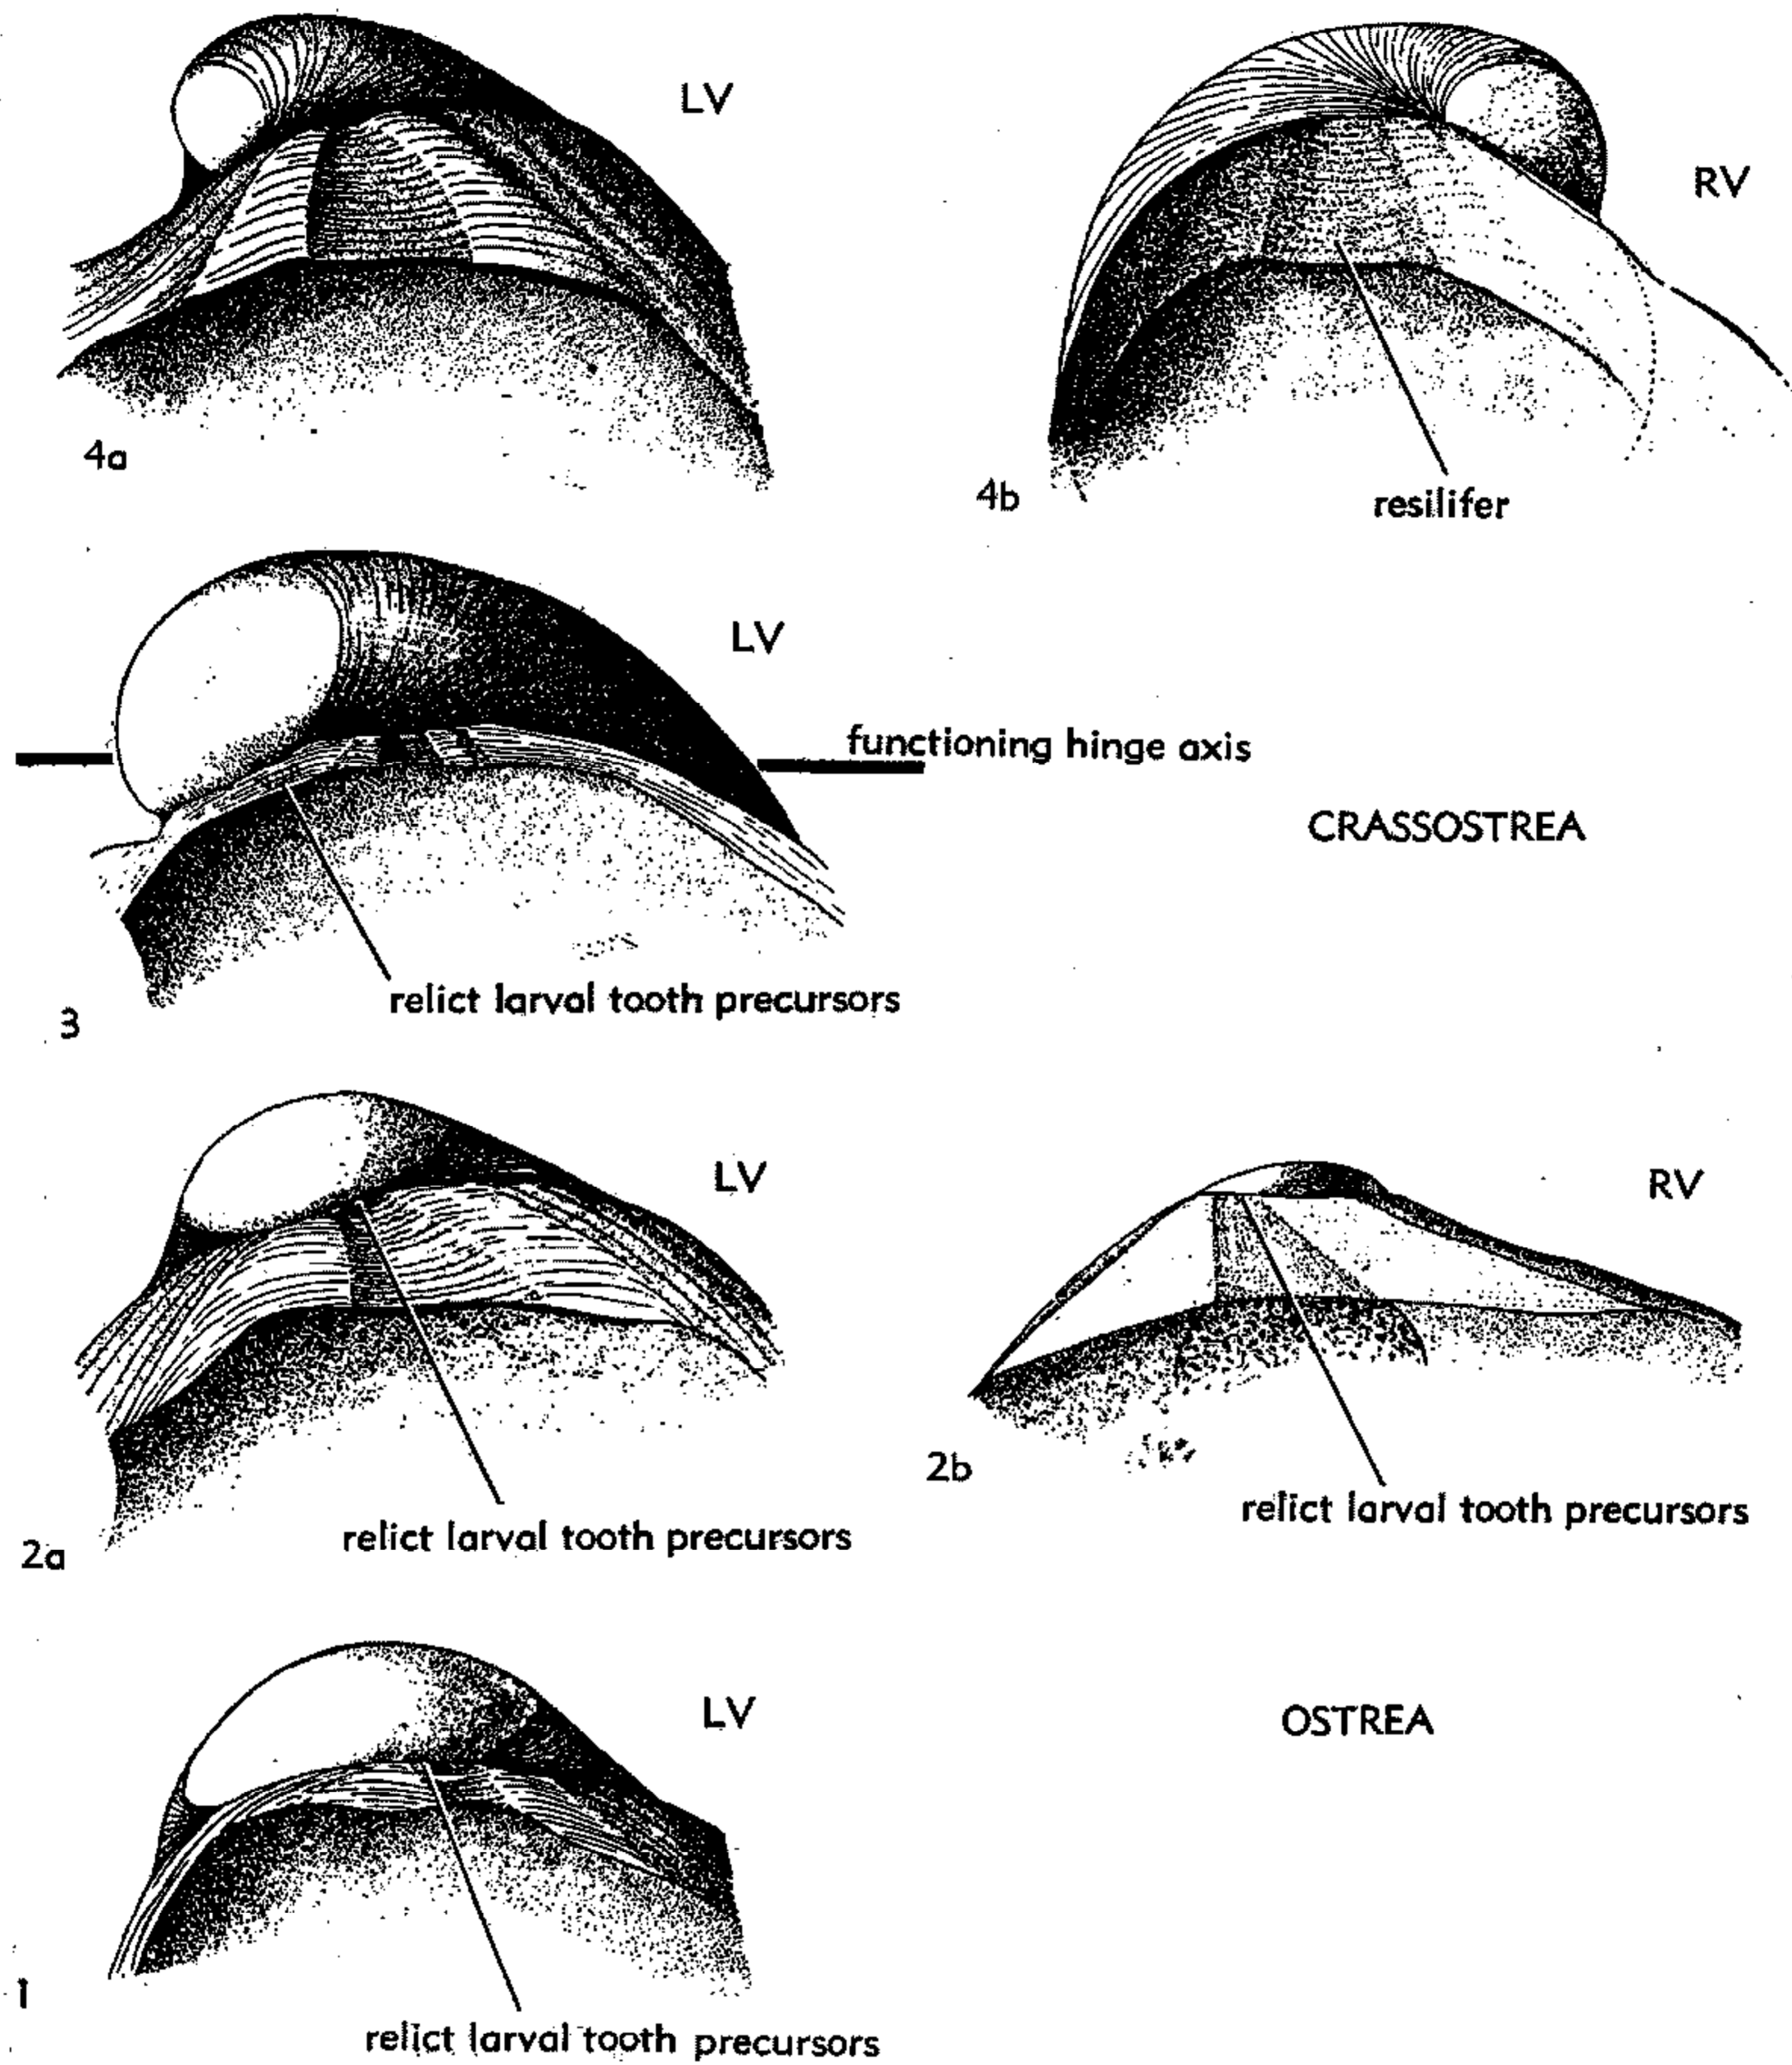 LV
RV
4a
4b
resilifer
LV
functioning hinge axis
CRASSOSTREA
relict larval tooth precursors
3
LV
RV
2b
relict larval tooth precursors
relict larval tooth precursors
2a
LV
OSTREA
1
relict larval tooth precursors